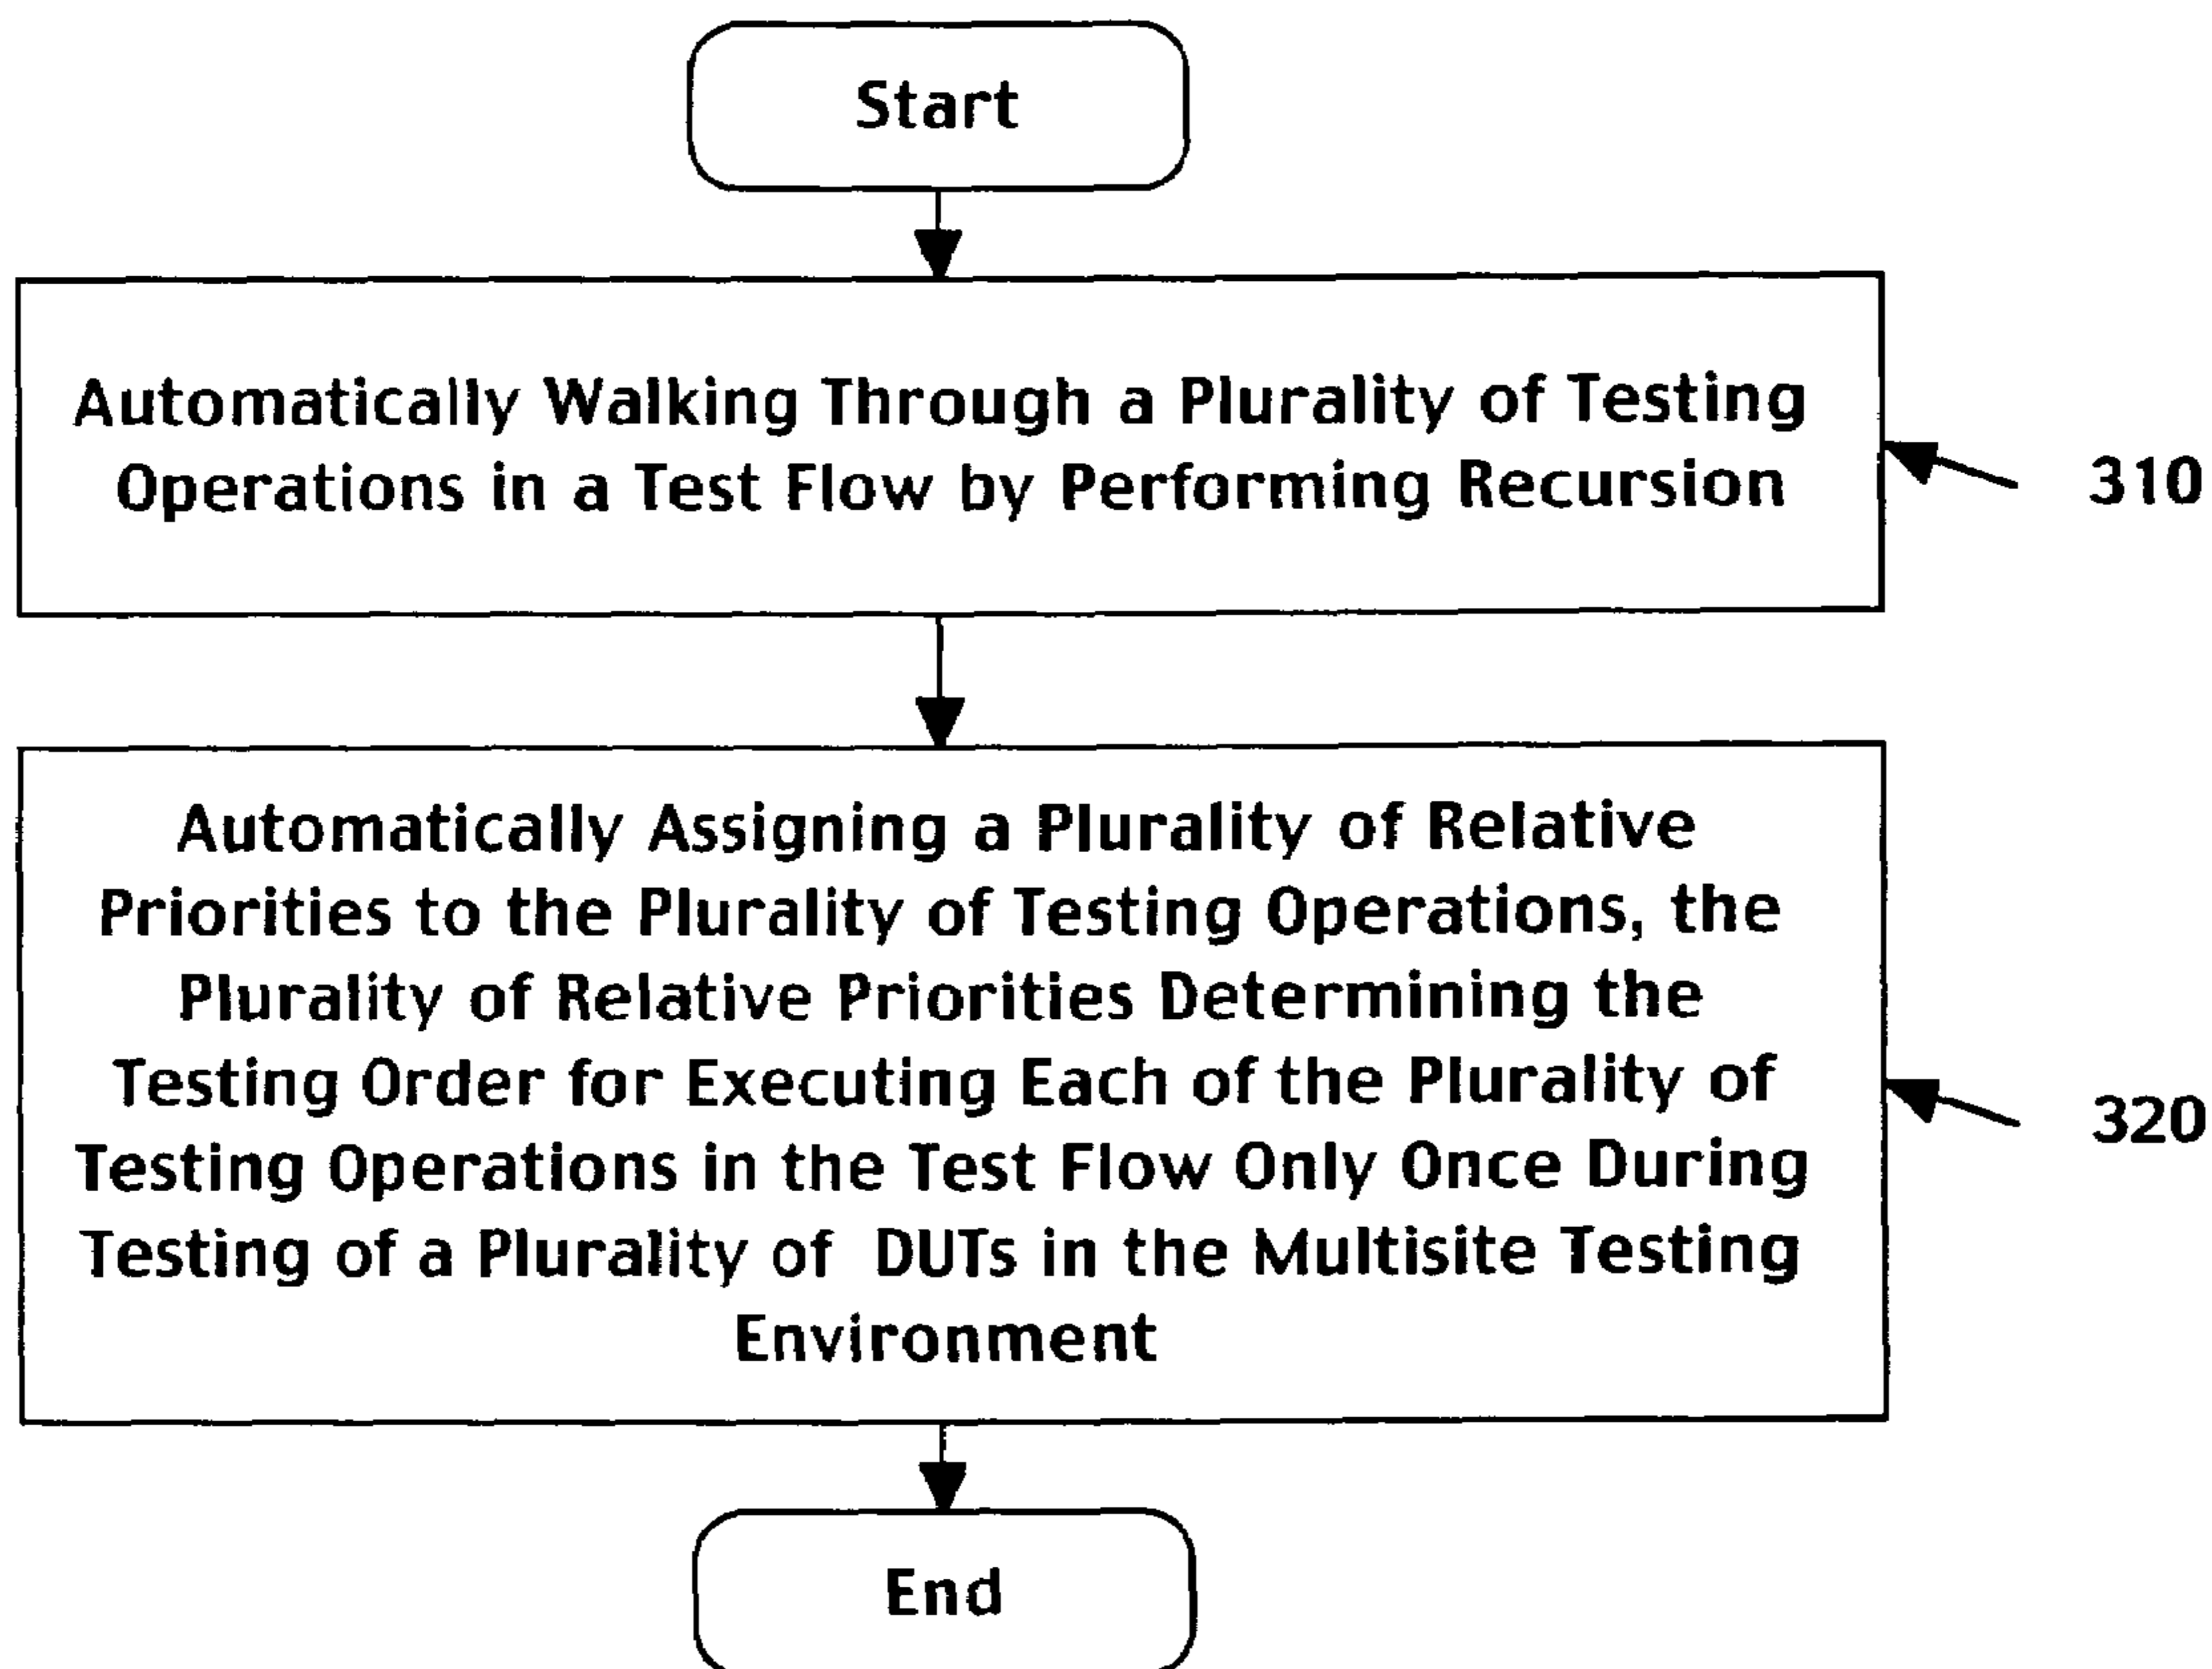 Start
Automatically Walking Through a Plurality of Testing
Operations in a Test Flow by Performing Recursion
310
Automatically Assigning a Plurality of Relative
Priorities to the Plurality of Testing Operations, the
Plurality of Relative Priorities Determining the
Testing Order for Executing Each of the Plurality of
Testing Operations in the Test Flow Only Once During
Testing of a Plurality of DUTs in the Multisite Testing
Environment
320
End